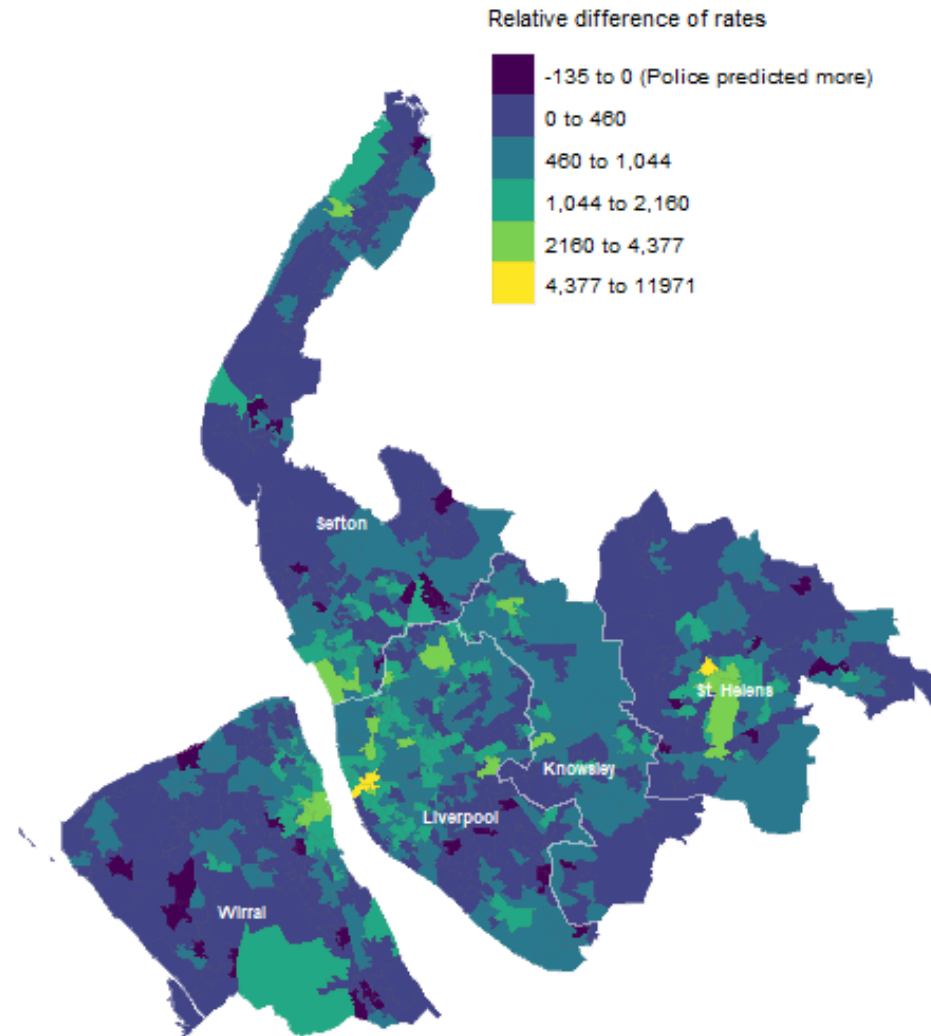 Relative difference of rates
-135 to 0 (Police predicted more)
0 to 460
460 to 1,044
1,044 to 2,160
2160 to 4,377
4,377 to 11971
Sefton
St. Helens
Knowsley
Liverpool
Wirral